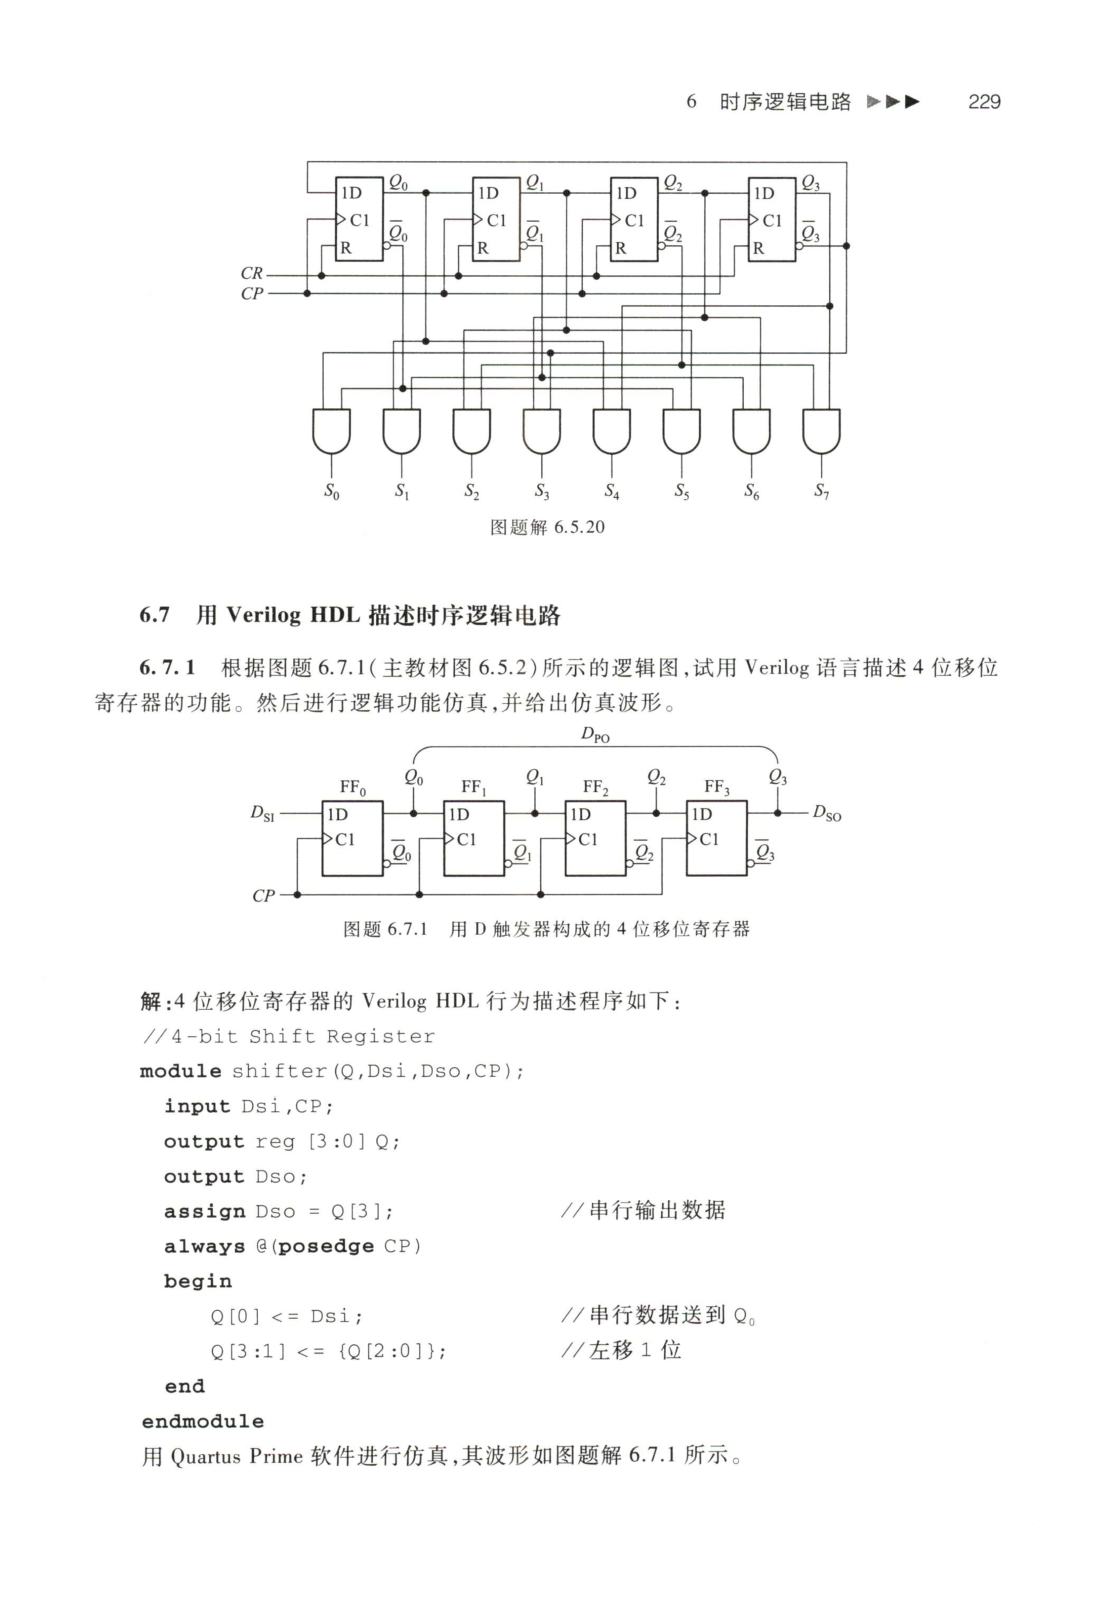 6 时序逻辑电路 ▶▶▶ 229
Q₀ Q₁ Q₂ Q₃
1D 1D 1D 1D
C1 C1 C1 C1
Q̅₀ Q̅₁ Q̅₂ Q̅₃
R R R R
CR
CP
S₀ S₁ S₂ S₃ S₄ S₅ S₆ S₇
图题解 6.5.20
6.7 用 Verilog HDL 描述时序逻辑电路
6.7.1 根据图题 6.7.1(主教材图 6.5.2)所示的逻辑图,试用 Verilog 语言描述 4 位移位
寄存器的功能。然后进行逻辑功能仿真,并给出仿真波形。
D_PO
Q₀ Q₁ Q₂ Q₃
FF₀ FF₁ FF₂ FF₃
D_SI 1D 1D 1D 1D D_SO
C1 C1 C1 C1
Q̅₀ Q̅₁ Q̅₂ Q̅₃
CP
图题 6.7.1 用 D 触发器构成的 4 位移位寄存器
解:4 位移位寄存器的 Verilog HDL 行为描述程序如下:
//4-bit Shift Register
module shifter(Q,Dsi,Dso,CP);
input Dsi,CP;
output reg [3:0] Q;
output Dso;
assign Dso = Q[3]; //串行输出数据
always @(posedge CP)
begin
Q[0] <= Dsi; //串行数据送到 Q₀
Q[3:1] <= {Q[2:0]}; //左移 1 位
end
endmodule
用 Quartus Prime 软件进行仿真,其波形如图题解 6.7.1 所示。